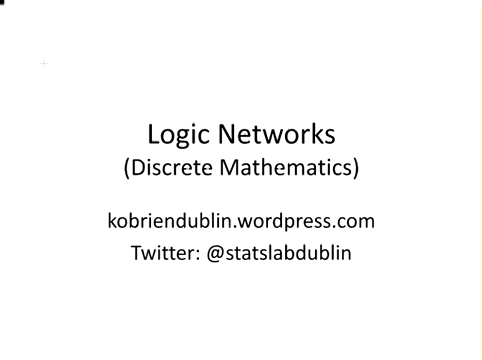 Logic Networks
(Discrete Mathematics)
kobriendublin.wordpress.com
Twitter: @statslabdublin